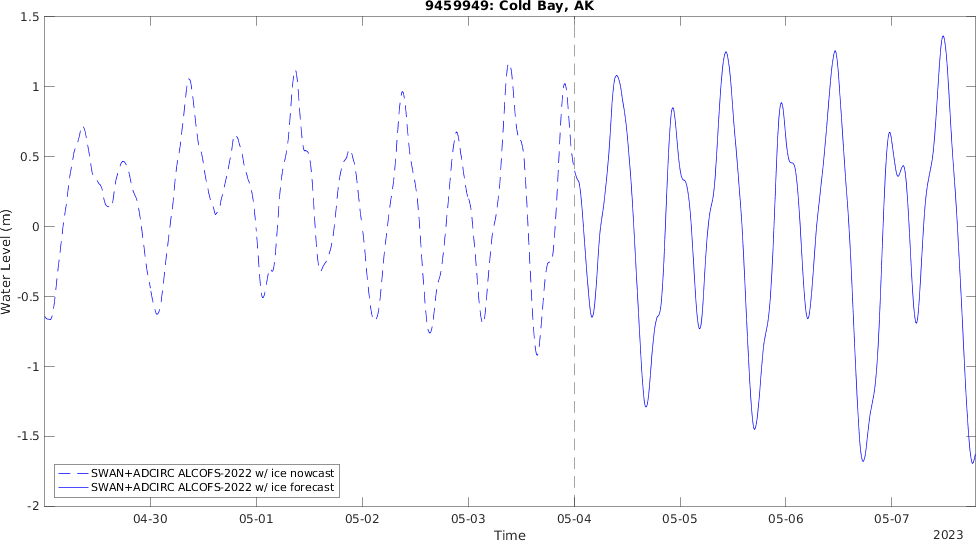 9459949: Cold Bay, AK
1.5
1
0.5
0
-0.5
-1
-1.5
-2
Water Level (m)
SWAN+ADCIRC ALCOFS-2022 w/ ice nowcast
SWAN+ADCIRC ALCOFS-2022 w/ ice forecast
04-30 05-01 05-02 05-03 05-04 05-05 05-06 05-07
Time
2023